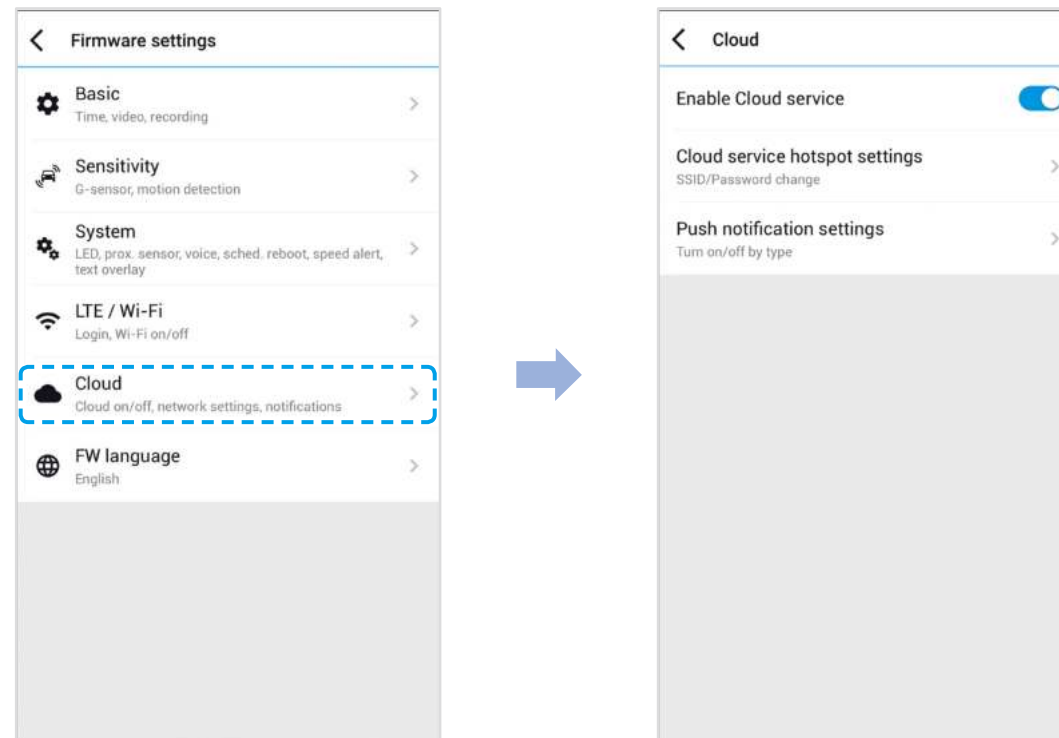 Firmware settings
Basic
Time, video, recording
Sensitivity
G-sensor, motion detection
System
LED, prox. sensor, voice, sched. reboot, speed alert,
text overlay
LTE / Wi-Fi
Login, Wi-Fi on/off
Cloud
Cloud on/off, network settings, notifications
FW language
English
Cloud
Enable Cloud service
Cloud service hotspot settings
SSID/Password change
Push notification settings
Turn on/off by type